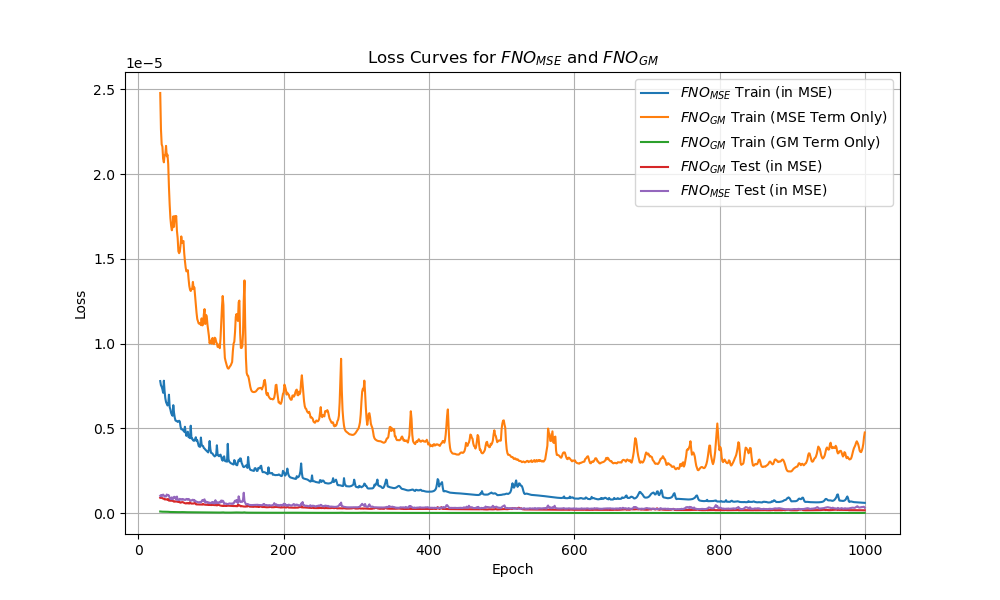 Loss Curves for FNO_MSE and FNO_GM
1e−5
2.5
2.0
1.5
1.0
0.5
0.0
Loss
FNO_MSE Train (in MSE)
FNO_GM Train (MSE Term Only)
FNO_GM Train (GM Term Only)
FNO_GM Test (in MSE)
FNO_MSE Test (in MSE)
0 200 400 600 800 1000
Epoch